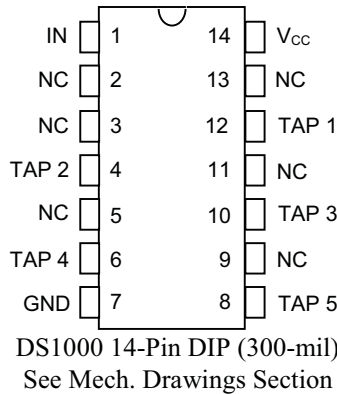 IN 1 14 VCC
NC 2 13 NC
NC 3 12 TAP 1
TAP 2 4 11 NC
NC 5 10 TAP 3
TAP 4 6 9 NC
GND 7 8 TAP 5
DS1000 14-Pin DIP (300-mil)
See Mech. Drawings Section